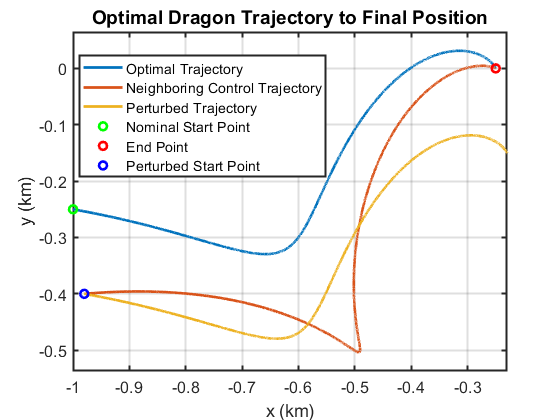 Optimal Dragon Trajectory to Final Position
Optimal Trajectory
Neighboring Control Trajectory
Perturbed Trajectory
Nominal Start Point
End Point
Perturbed Start Point
y (km)
0
-0.1
-0.2
-0.3
-0.4
-0.5
-1 -0.9 -0.8 -0.7 -0.6 -0.5 -0.4 -0.3
x (km)